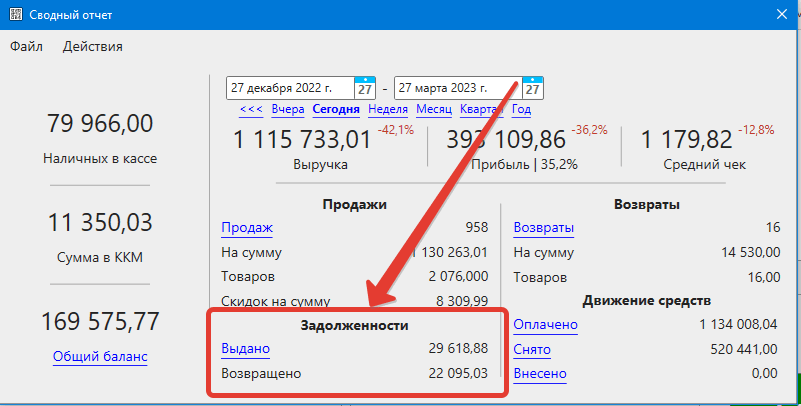 Сводный отчет
Файл Действия
79 966,00
Наличных в кассе
11 350,03
Сумма в ККМ
169 575,77
Общий баланс
27 декабря 2022 г. 27 - 27 марта 2023 г. 27
<<< Вчера Сегодня Неделя Месяц Квартал Год
1 115 733,01 -42,1%
Выручка
393 109,86 -36,2%
Прибыль | 35,2%
1 179,82 -12,8%
Средний чек
Продажи
Продаж 958
На сумму 1 130 263,01
Товаров 2 076,000
Скидок на сумму 8 309,99
Задолженности
Выдано 29 618,88
Возвращено 22 095,03
Возвраты
Возвраты 16
На сумму 14 530,00
Товаров 16,00
Движение средств
Оплачено 1 134 008,04
Снято 520 441,00
Внесено 0,00